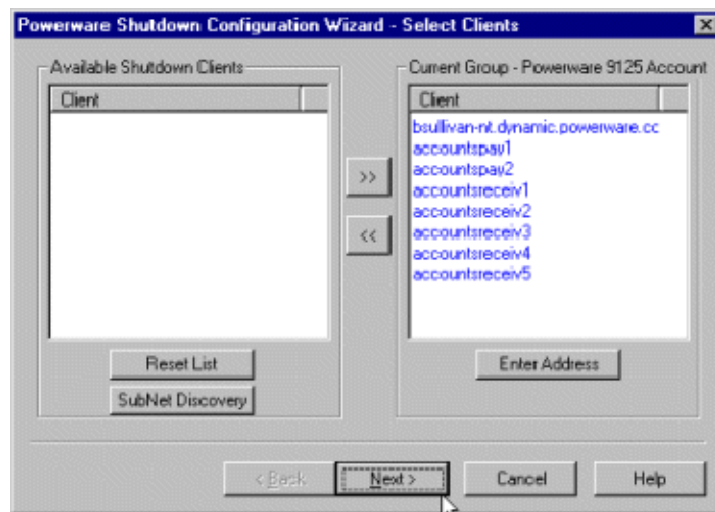 Powerware Shutdown Configuration Wizard - Select Clients
Available Shutdown Clients
Client
Reset List
SubNet Discovery
>>
<<
Current Group - Powerware 9125 Account
Client
bsullivan-nt.dynamic.powerware.cc
accountspay1
accountspay2
accountsreceiv1
accountsreceiv2
accountsreceiv3
accountsreceiv4
accountsreceiv5
Enter Address
< Back
Next >
Cancel
Help